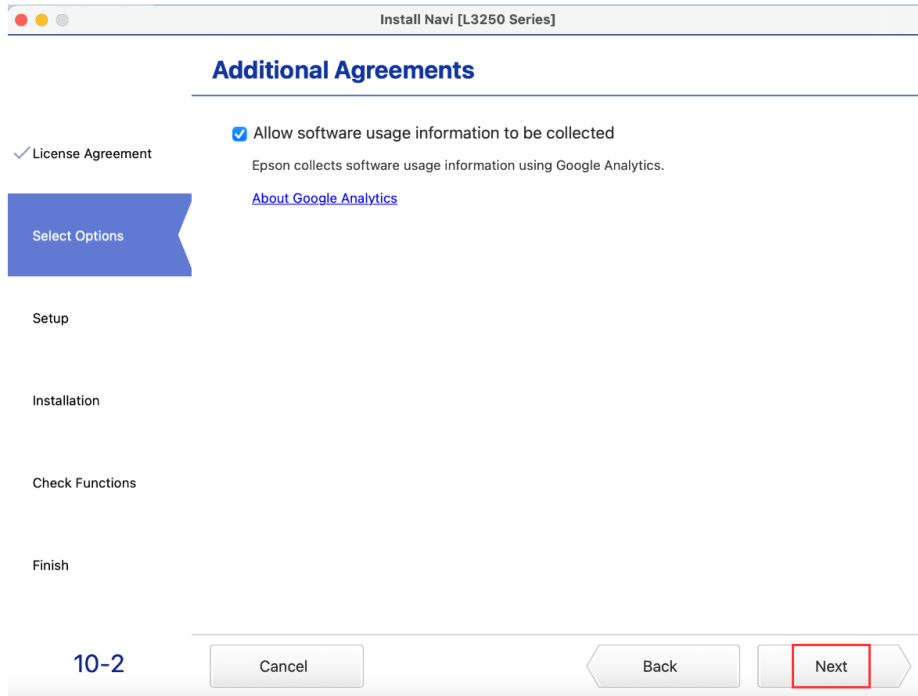 Install Navi [L3250 Series]
Additional Agreements
Allow software usage information to be collected
Epson collects software usage information using Google Analytics.
About Google Analytics
License Agreement
Select Options
Setup
Installation
Check Functions
Finish
10-2
Cancel
Back
Next